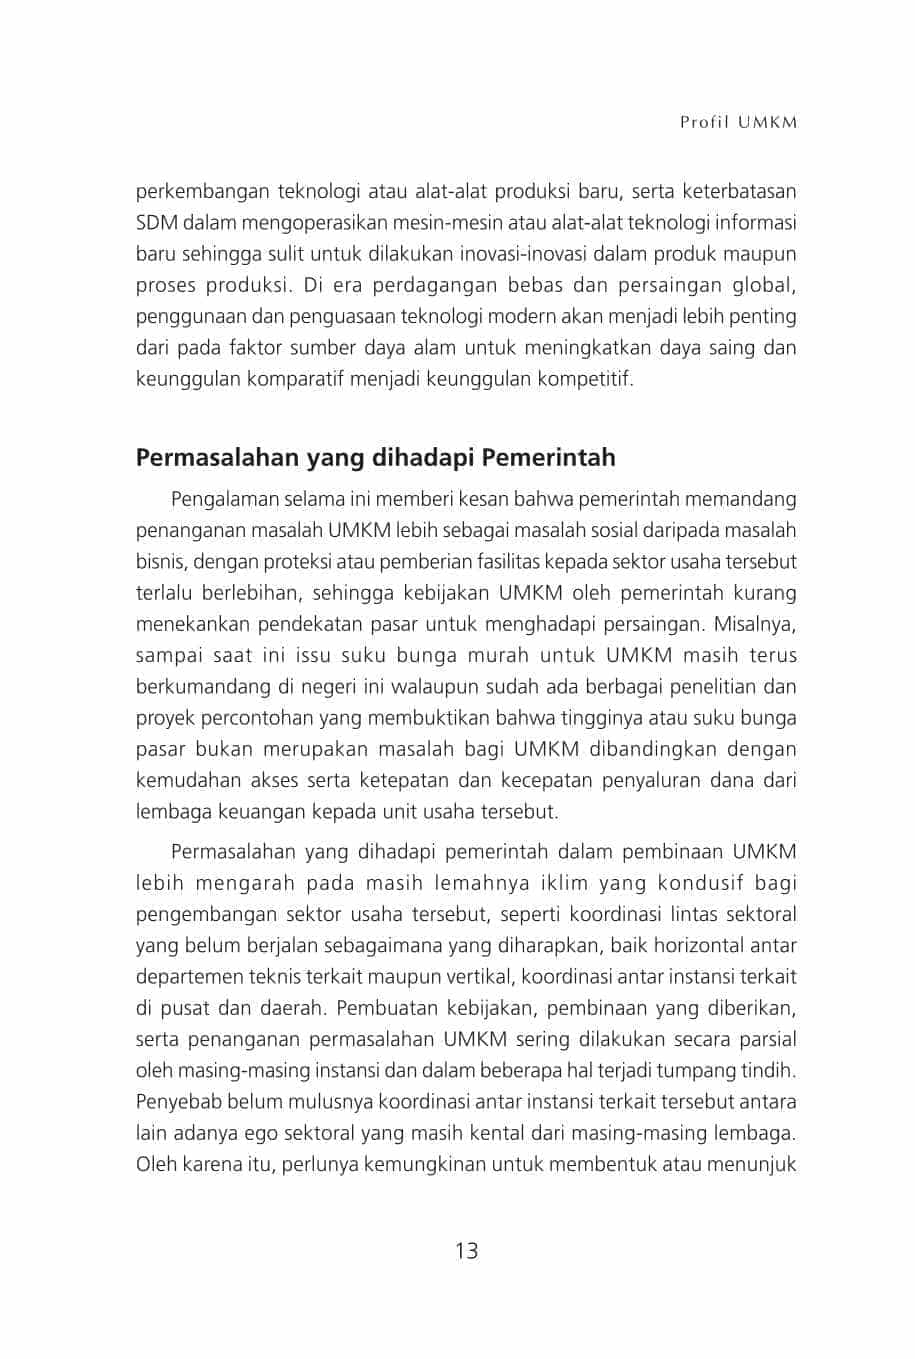 Profil UMKM
perkembangan teknologi atau alat-alat produksi baru, serta keterbatasan
SDM dalam mengoperasikan mesin-mesin atau alat-alat teknologi informasi
baru sehingga sulit untuk dilakukan inovasi-inovasi dalam produk maupun
proses produksi. Di era perdagangan bebas dan persaingan global,
penggunaan dan penguasaan teknologi modern akan menjadi lebih penting
dari pada faktor sumber daya alam untuk meningkatkan daya saing dan
keunggulan komparatif menjadi keunggulan kompetitif.
Permasalahan yang dihadapi Pemerintah
Pengalaman selama ini memberi kesan bahwa pemerintah memandang
penanganan masalah UMKM lebih sebagai masalah sosial daripada masalah
bisnis, dengan proteksi atau pemberian fasilitas kepada sektor usaha tersebut
terlalu berlebihan, sehingga kebijakan UMKM oleh pemerintah kurang
menekankan pendekatan pasar untuk menghadapi persaingan. Misalnya,
sampai saat ini issu suku bunga murah untuk UMKM masih terus
berkumandang di negeri ini walaupun sudah ada berbagai penelitian dan
proyek percontohan yang membuktikan bahwa tingginya atau suku bunga
pasar bukan merupakan masalah bagi UMKM dibandingkan dengan
kemudahan akses serta ketepatan dan kecepatan penyaluran dana dari
lembaga keuangan kepada unit usaha tersebut.
Permasalahan yang dihadapi pemerintah dalam pembinaan UMKM
lebih mengarah pada masih lemahnya iklim yang kondusif bagi
pengembangan sektor usaha tersebut, seperti koordinasi lintas sektoral
yang belum berjalan sebagaimana yang diharapkan, baik horizontal antar
departemen teknis terkait maupun vertikal, koordinasi antar instansi terkait
di pusat dan daerah. Pembuatan kebijakan, pembinaan yang diberikan,
serta penanganan permasalahan UMKM sering dilakukan secara parsial
oleh masing-masing instansi dan dalam beberapa hal terjadi tumpang tindih.
Penyebab belum mulusnya koordinasi antar instansi terkait tersebut antara
lain adanya ego sektoral yang masih kental dari masing-masing lembaga.
Oleh karena itu, perlunya kemungkinan untuk membentuk atau menunjuk
13